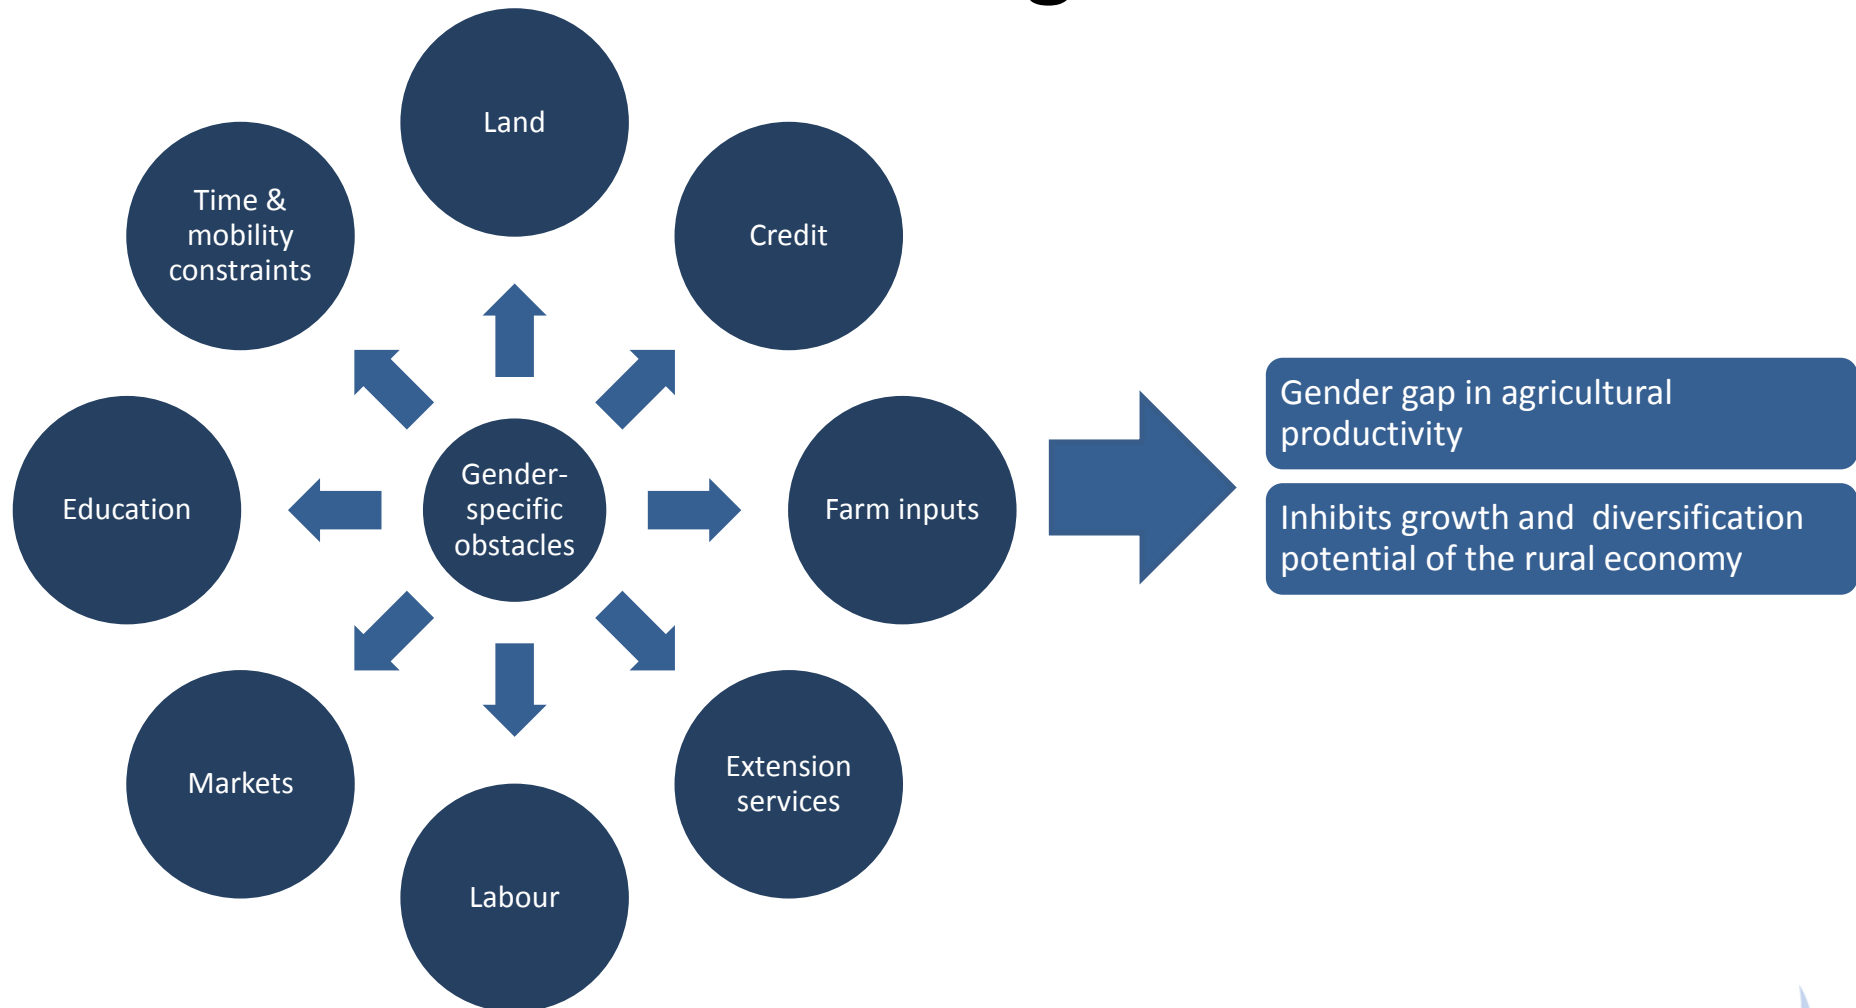 Land
Credit
Time &
mobility
constraints
Gender-
specific
obstacles
Education
Farm inputs
Markets
Extension
services
Labour
Gender gap in agricultural
productivity
Inhibits growth and  diversification
potential of the rural economy